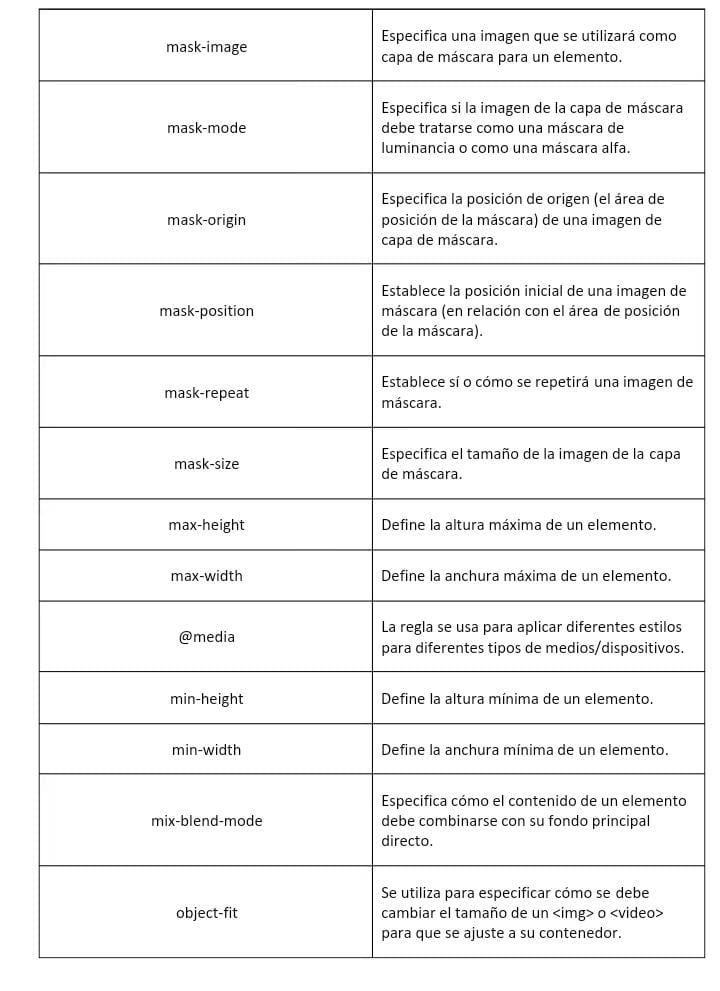 mask-image
Especifica una imagen que se utilizará como
capa de máscara para un elemento.
mask-mode
Especifica si la imagen de la capa de máscara
debe tratarse como una máscara de
luminancia o como una máscara alfa.
mask-origin
Especifica la posición de origen (el área de
posición de la máscara) de una imagen de
capa de máscara.
mask-position
Establece la posición inicial de una imagen de
máscara (en relación con el área de posición
de la máscara).
mask-repeat
Establece sí o cómo se repetirá una imagen de
máscara.
mask-size
Especifica el tamaño de la imagen de la capa
de máscara.
max-height
Define la altura máxima de un elemento.
max-width
Define la anchura máxima de un elemento.
@media
La regla se usa para aplicar diferentes estilos
para diferentes tipos de medios/dispositivos.
min-height
Define la altura mínima de un elemento.
min-width
Define la anchura mínima de un elemento.
mix-blend-mode
Especifica cómo el contenido de un elemento
debe combinarse con su fondo principal
directo.
object-fit
Se utiliza para especificar cómo se debe
cambiar el tamaño de un <img> o <video>
para que se ajuste a su contenedor.